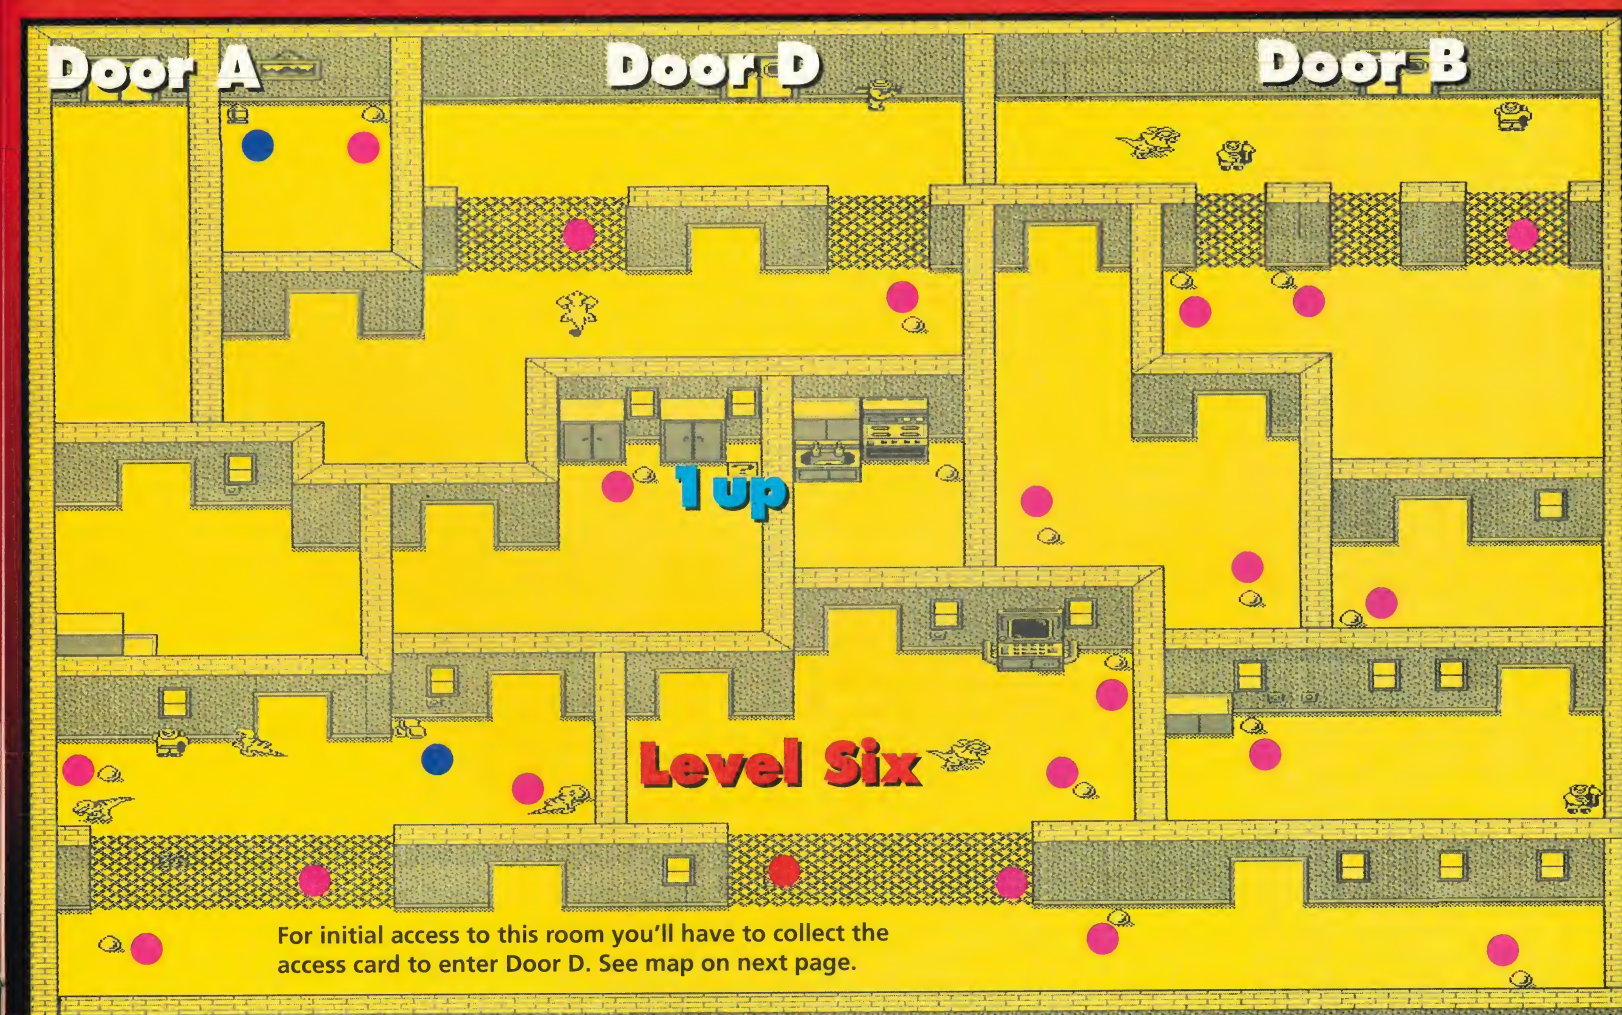 Door A
Door D
Door B
1 up
Level Six
For initial access to this room you'll have to collect the
access card to enter Door D. See map on next page.